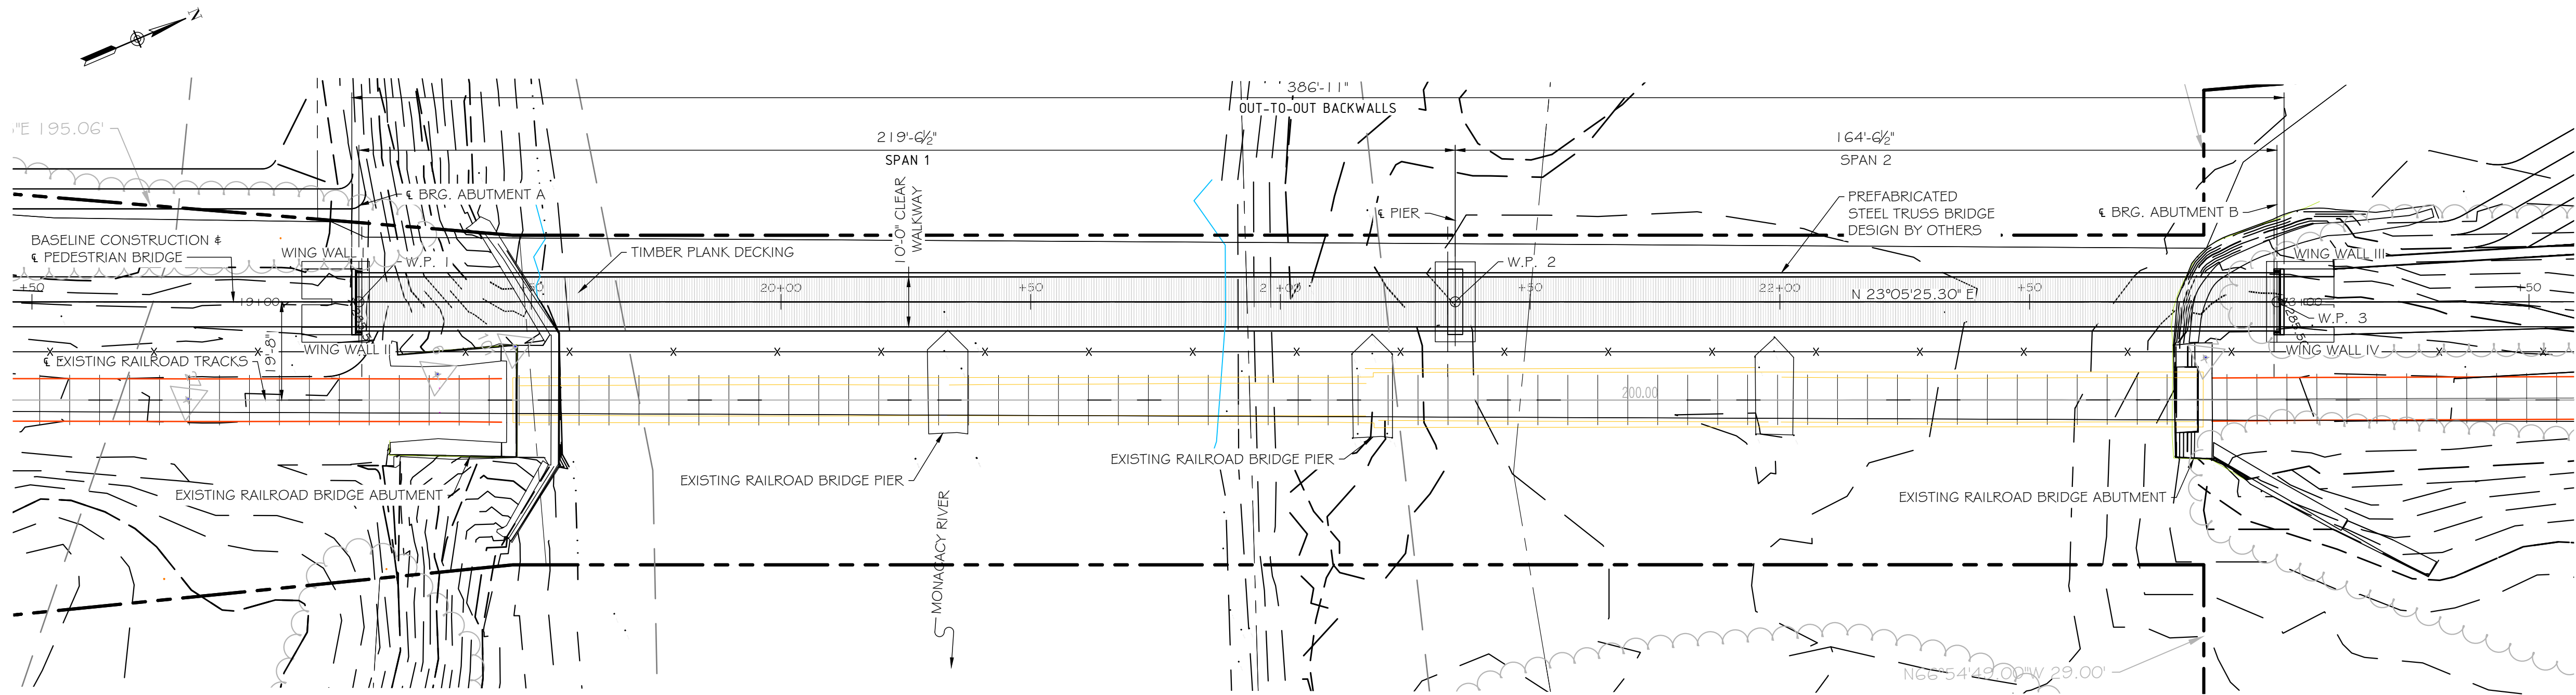 N
386'-11"
OUT-TO-OUT BACKWALLS
"E 195.06'
219'-6½"
SPAN 1
164'-6½"
SPAN 2
℄ BRG. ABUTMENT A
10'-0" CLEAR
WALKWAY
℄ PIER
PREFABRICATED
STEEL TRUSS BRIDGE
DESIGN BY OTHERS
℄ BRG. ABUTMENT B
BASELINE CONSTRUCTION &
℄ PEDESTRIAN BRIDGE
WING WALL I
W.P. 1
TIMBER PLANK DECKING
W.P. 2
WING WALL III
+50
19+00
20+00
+50
+50
22+00
N 23°05'25.30" E
+50
+50
W.P. 3
19'-8"
WING WALL II
℄ EXISTING RAILROAD TRACKS
WING WALL IV
200.00
EXISTING RAILROAD BRIDGE PIER
EXISTING RAILROAD BRIDGE PIER
EXISTING RAILROAD BRIDGE ABUTMENT
EXISTING RAILROAD BRIDGE ABUTMENT
MONACACY RIVER
N66°54'49.00"W 29.00'